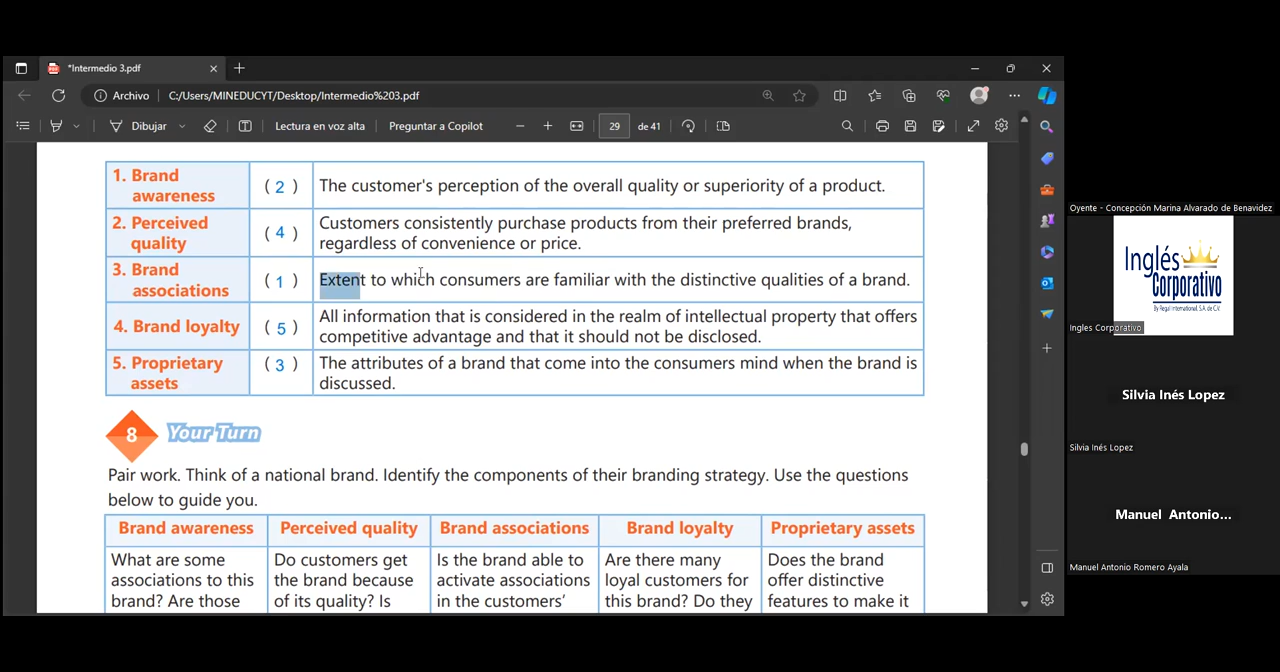 *Intermedio 3.pdf
Archivo
C:/Users/MINEDUCYT/Desktop/Intermedio%203.pdf
Dibujar
Lectura en voz alta
Preguntar a Copilot
29
de 41
1. Brand awareness
( 2 )
The customer's perception of the overall quality or superiority of a product.
2. Perceived quality
( 4 )
Customers consistently purchase products from their preferred brands,
regardless of convenience or price.
3. Brand associations
( 1 )
Extent to which consumers are familiar with the distinctive qualities of a brand.
4. Brand loyalty
( 5 )
All information that is considered in the realm of intellectual property that offers
competitive advantage and that it should not be disclosed.
5. Proprietary assets
( 3 )
The attributes of a brand that come into the consumers mind when the brand is
discussed.
8
Your Turn
Pair work. Think of a national brand. Identify the components of their branding strategy. Use the questions
below to guide you.
Brand awareness
Perceived quality
Brand associations
Brand loyalty
Proprietary assets
What are some
associations to this
brand? Are those
Do customers get
the brand because
of its quality? Is
Is the brand able to
activate associations
in the customers'
Are there many
loyal customers for
this brand? Do they
Does the brand
offer distinctive
features to make it
Oyente - Concepción Marina Alvarado de Benavidez
Inglés
Corporativo
By Regal International, S.A. de C.V.
Ingles Corporativo
Silvia Inés Lopez
Silvia Inés Lopez
Manuel Antonio...
Manuel Antonio Romero Ayala